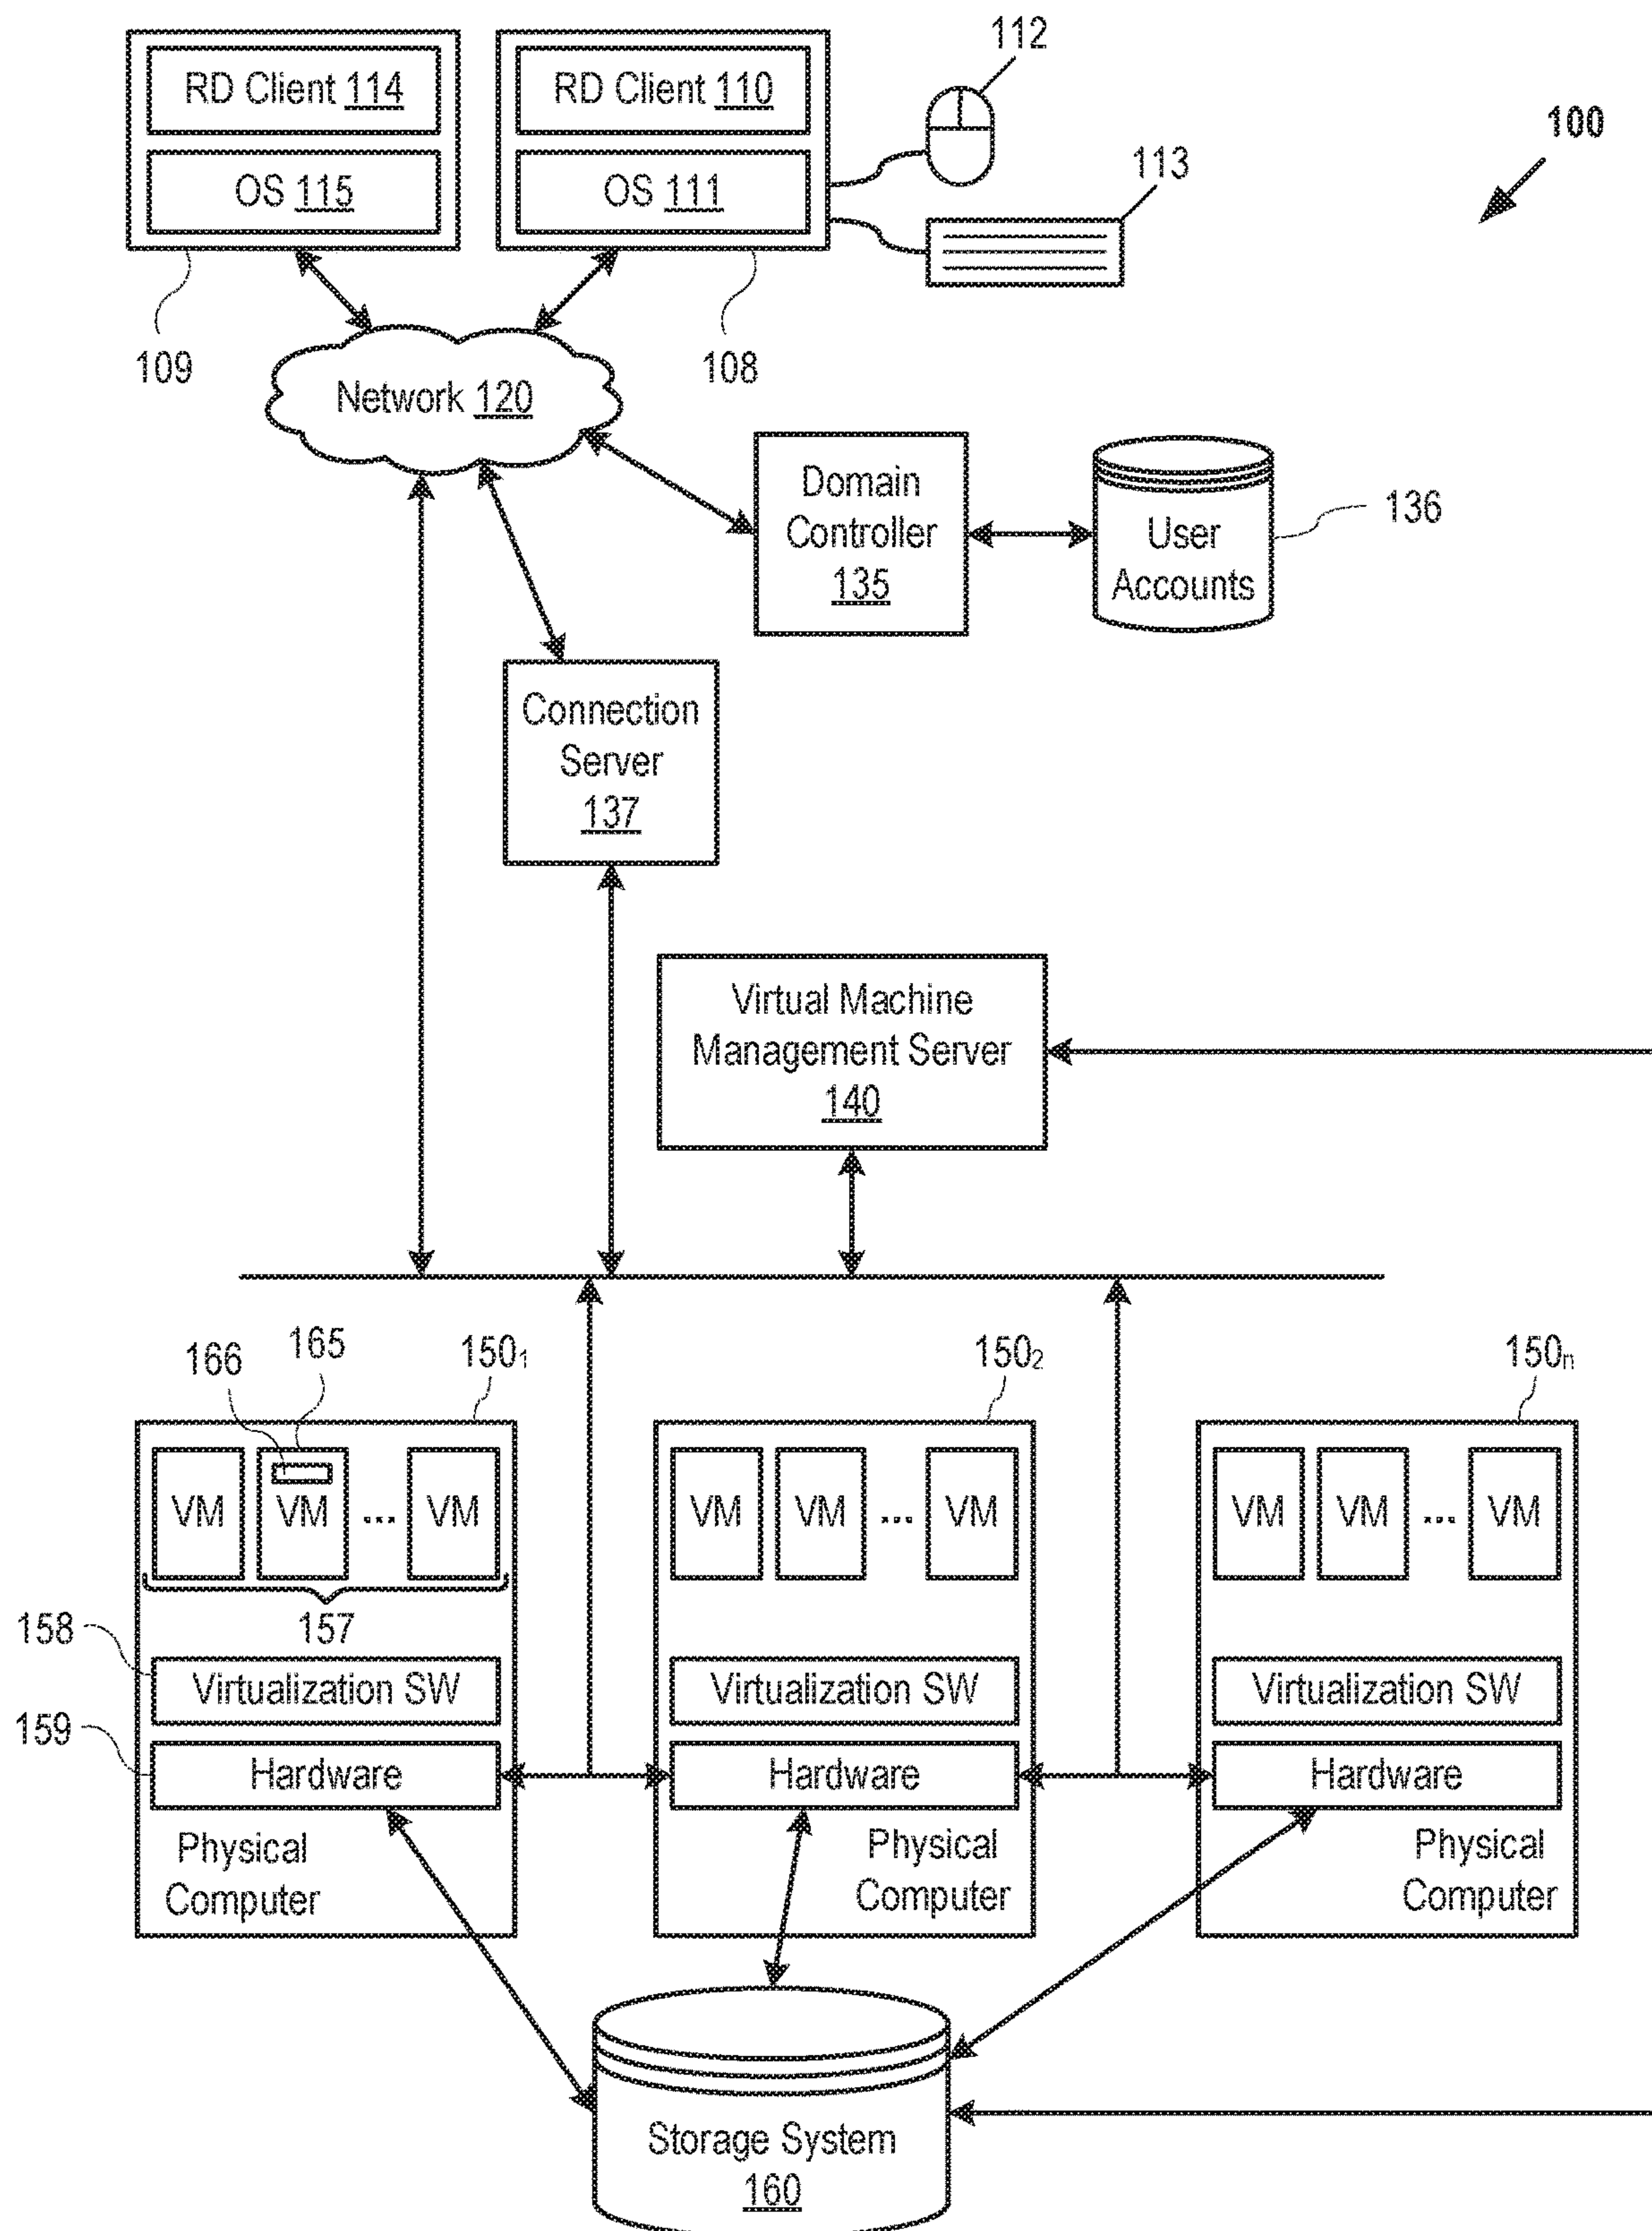 112
RD Client 114
RD Client 110
100
113
OS 115
OS 111
109
108
Network 120
Domain
Controller
135
User
Accounts
136
Connection
Server
137
Virtual Machine
Management Server
140
166
165
150₁
150₂
150ₙ
VM
VM
...
VM
VM
VM
...
VM
VM
VM
...
VM
157
158
Virtualization SW
Virtualization SW
Virtualization SW
159
Hardware
Hardware
Hardware
Physical
Computer
Physical
Computer
Physical
Computer
Storage System
160